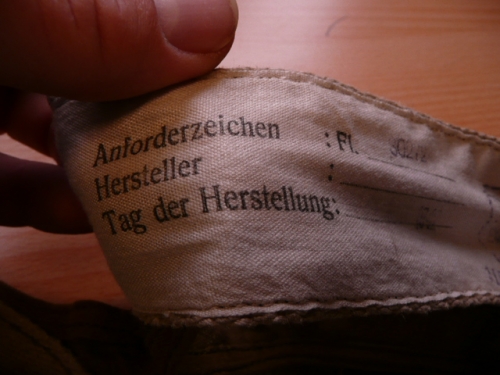 Anforderzeichen : Fl.
Hersteller :
Tag der Herstellung: